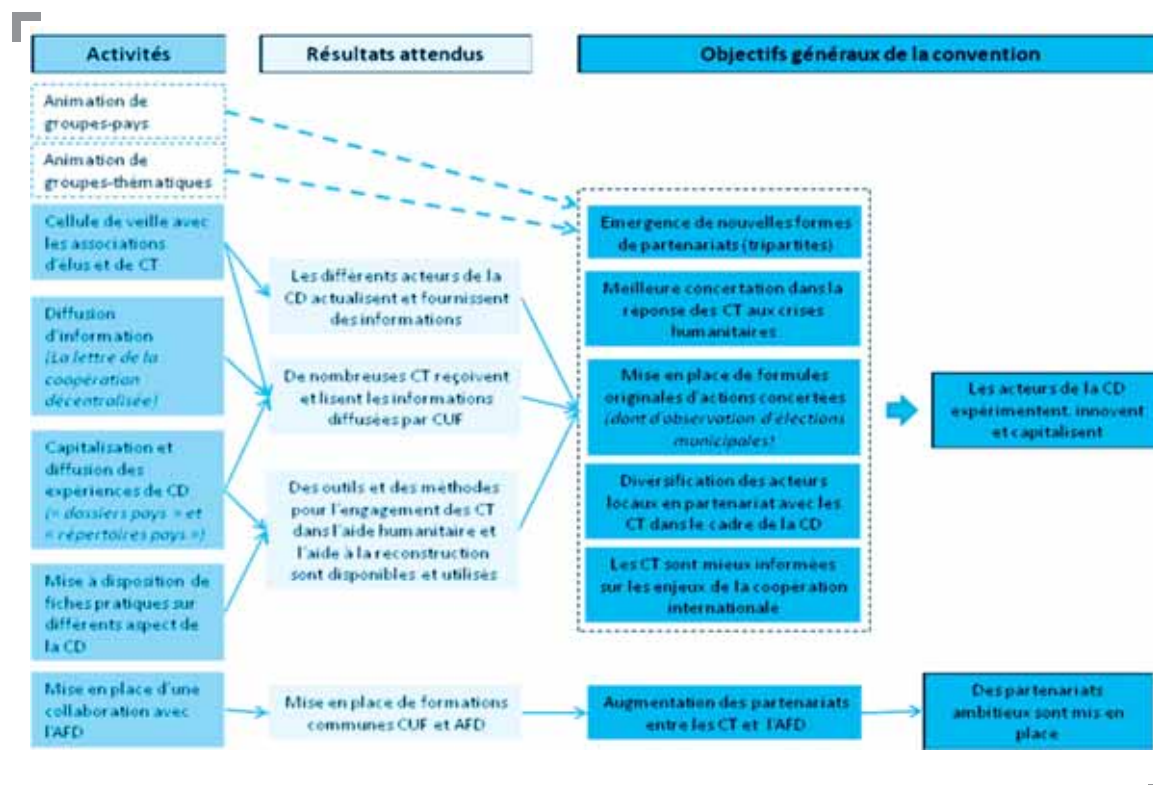 Activités
Résultats attendus
Objectifs généraux de la convention
Animation de
groupes-pays
Animation de
groupes-thématiques
Cellule de veille avec
les associations
d'élus et de CT
Diffusion
d'information
(La lettre de la
coopération
décentralisée)
Capitalisation et
diffusion des
expériences de CD
(« dossiers pays » et
« répertoires pays »)
Mise à disposition de
fiches pratiques sur
différents aspect de
la CD
Mise en place d'une
collaboration avec
l'AFD
Les différents acteurs de la
CD actualisent et fournissent
des informations
De nombreuses CT reçoivent
et lisent les informations
diffusées par CUF
Des outils et des méthodes
pour l'engagement des CT
dans l'aide humanitaire et
l'aide à la reconstruction
sont disponibles et utilisés
Mise en place de formations
communes CUF et AFD
Emergence de nouvelles formes
de partenariats (tripartites)
Meilleure concertation dans la
réponse des CT aux crises
humanitaires
Mise en place de formules
originales d'actions concertées
(dont d'observation d'élections
municipales)
Diversification des acteurs
locaux en partenariat avec les
CT dans le cadre de la CD
Les CT sont mieux informées
sur les enjeux de la coopération
internationale
Augmentation des partenariats
entre les CT et l'AFD
Les acteurs de la CD
expérimentent, innovent
et capitalisent
Des partenariats
ambitieux sont mis en
place